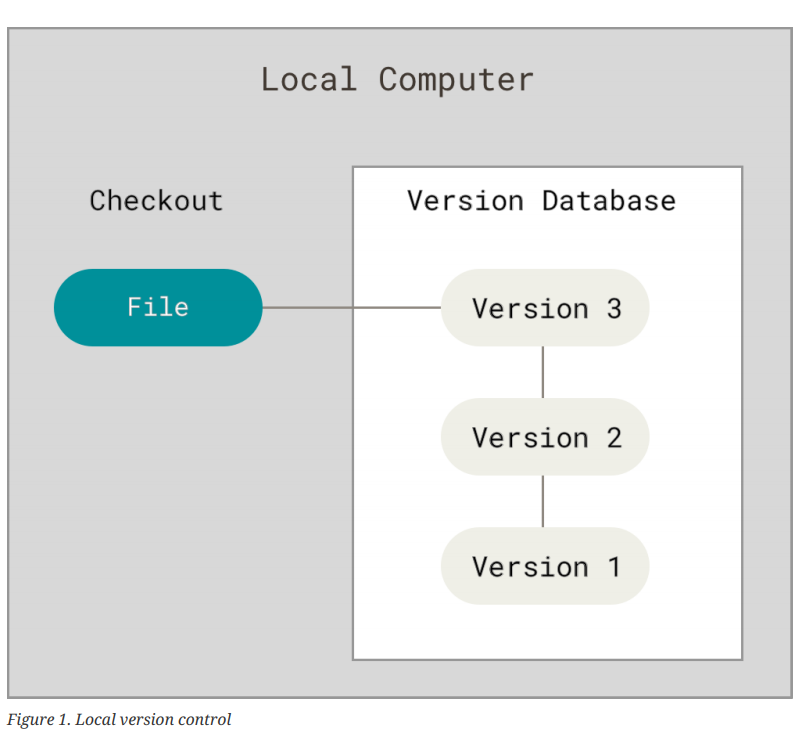 Local Computer
Checkout
Version Database
File
Version 3
Version 2
Version 1
Figure 1. Local version control